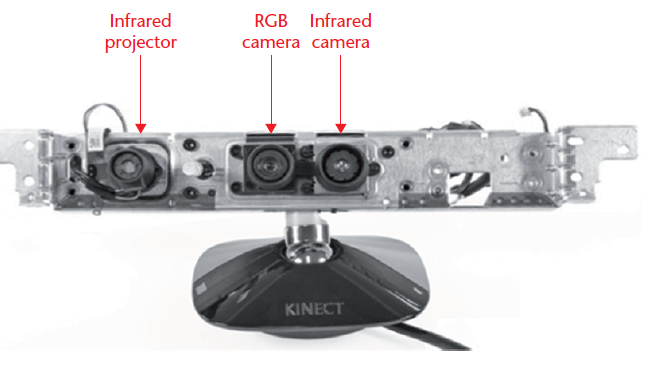 Infrared
projector
RGB
camera
Infrared
camera
KINECT